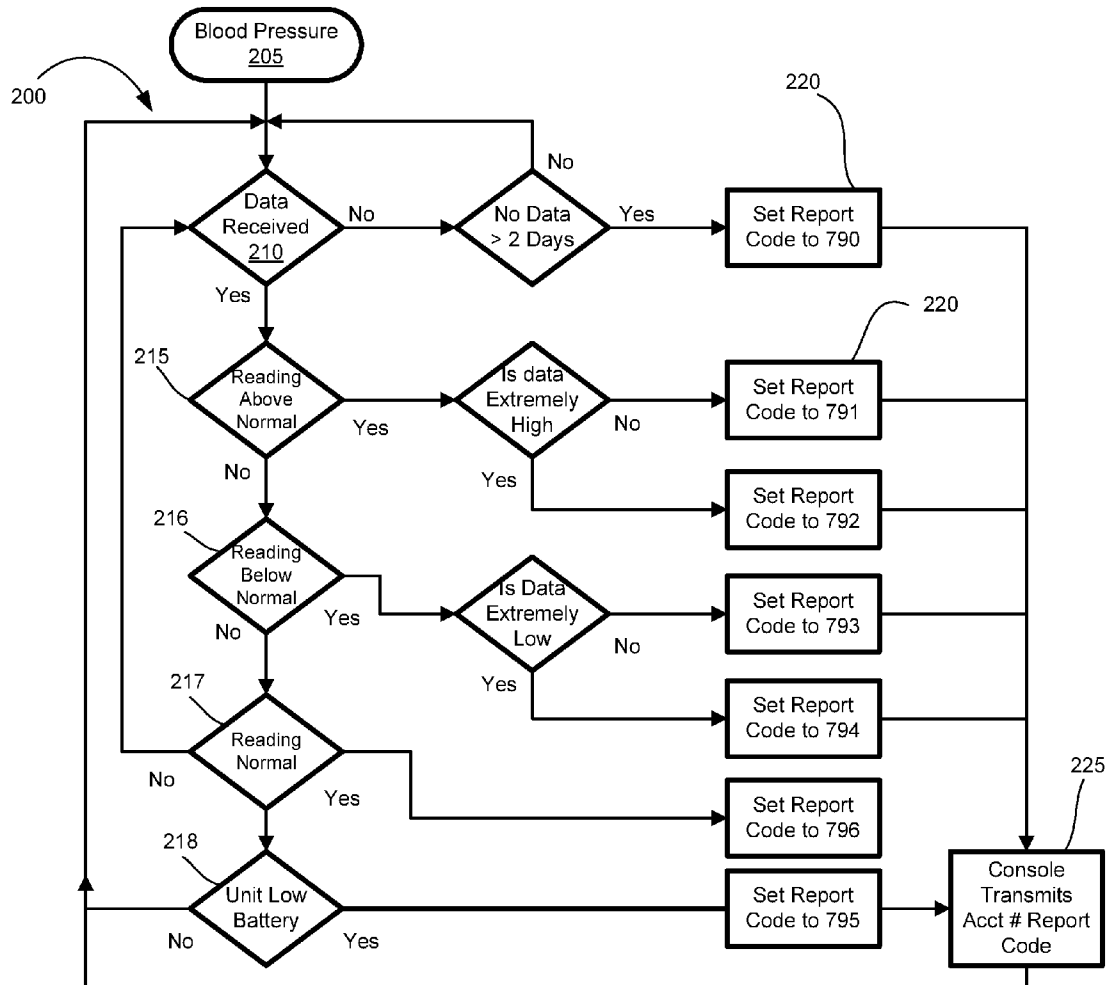 Blood Pressure
205
200
220
No
Data
Received
210
No
No Data
> 2 Days
Yes
Set Report
Code to 790
Yes
220
215
Reading
Above
Normal
Yes
Is data
Extremely
High
No
Set Report
Code to 791
No
Yes
Set Report
Code to 792
216
Reading
Below
Normal
Yes
Is Data
Extremely
Low
No
Set Report
Code to 793
No
Yes
Set Report
Code to 794
217
Reading
Normal
No
Yes
Set Report
Code to 796
225
218
Unit Low
Battery
No
Yes
Set Report
Code to 795
Console
Transmits
Acct # Report
Code